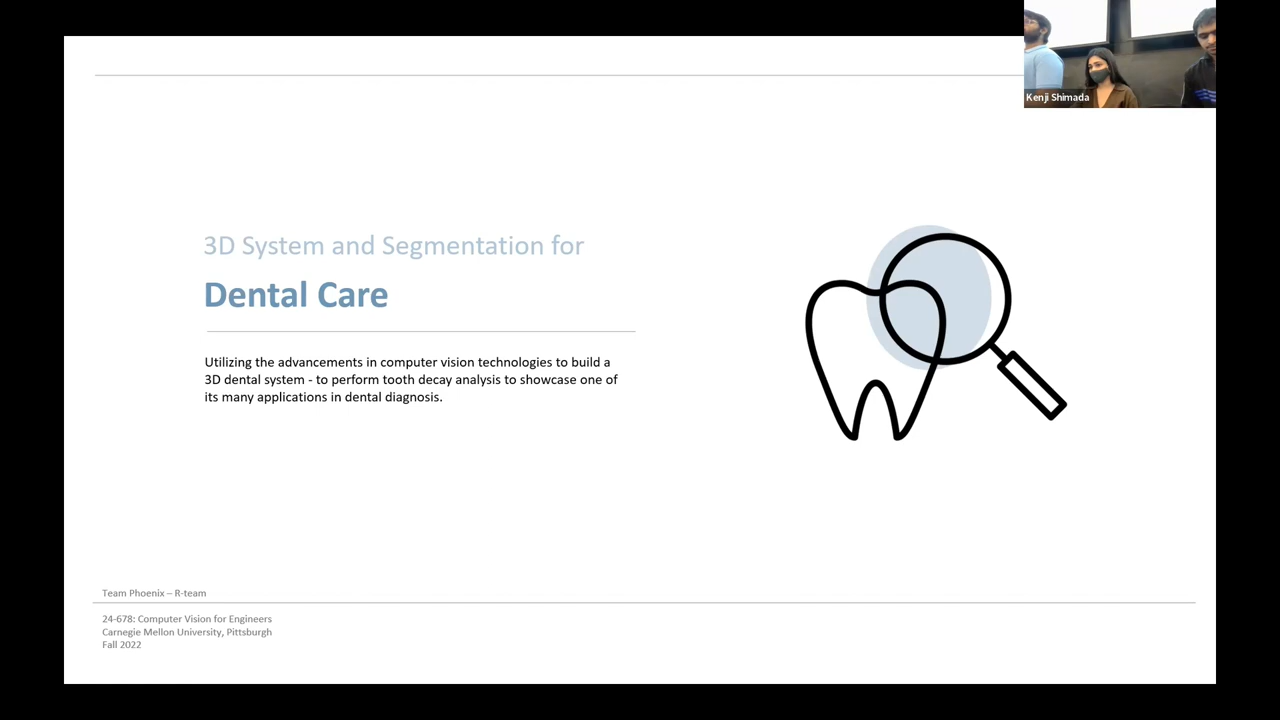 Kenji Shimada
3D System and Segmentation for
Dental Care
Utilizing the advancements in computer vision technologies to build a
3D dental system - to perform tooth decay analysis to showcase one of
its many applications in dental diagnosis.
Team Phoenix – R-team
24-678: Computer Vision for Engineers
Carnegie Mellon University, Pittsburgh
Fall 2022